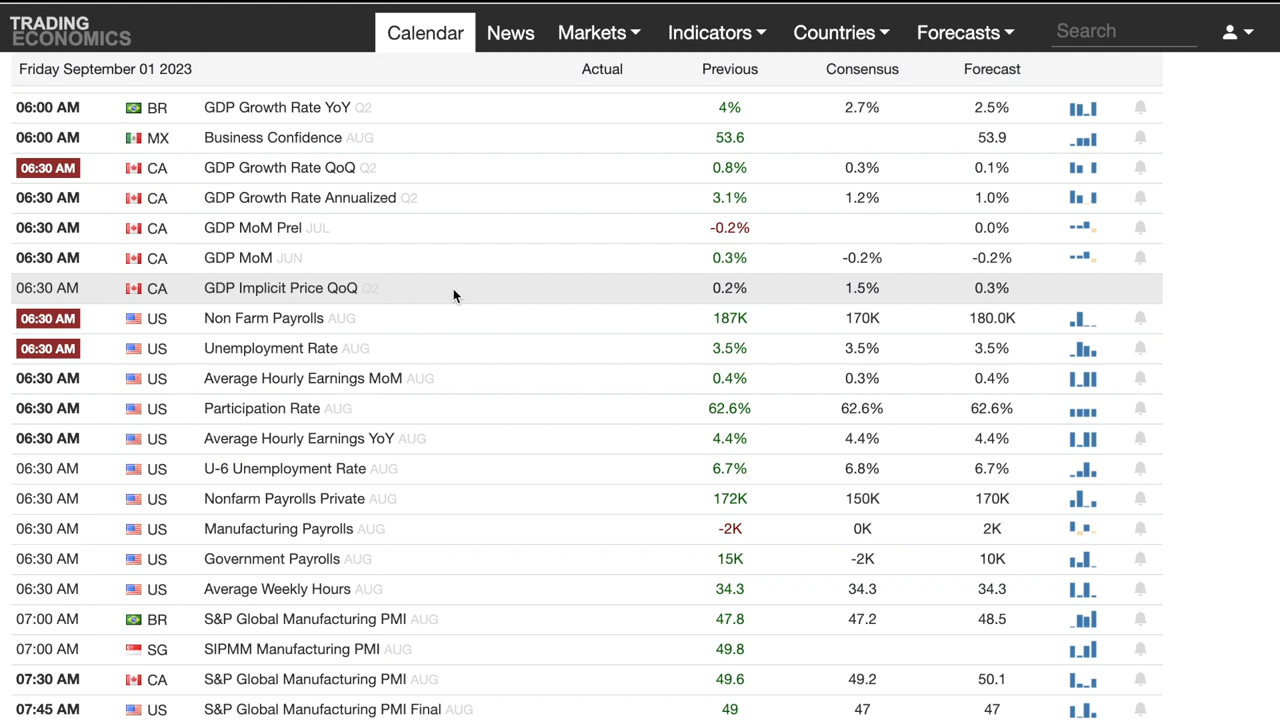 TRADING ECONOMICS Calendar News Markets Indicators Countries Forecasts Search
Friday September 01 2023 Actual Previous Consensus Forecast
06:00 AM BR GDP Growth Rate YoY Q2 4% 2.7% 2.5%
06:00 AM MX Business Confidence AUG 53.6 53.9
06:30 AM CA GDP Growth Rate QoQ Q2 0.8% 0.3% 0.1%
06:30 AM CA GDP Growth Rate Annualized Q2 3.1% 1.2% 1.0%
06:30 AM CA GDP MoM Prel JUL -0.2% 0.0%
06:30 AM CA GDP MoM JUN 0.3% -0.2% -0.2%
06:30 AM CA GDP Implicit Price QoQ Q2 0.2% 1.5% 0.3%
06:30 AM US Non Farm Payrolls AUG 187K 170K 180.0K
06:30 AM US Unemployment Rate AUG 3.5% 3.5% 3.5%
06:30 AM US Average Hourly Earnings MoM AUG 0.4% 0.3% 0.4%
06:30 AM US Participation Rate AUG 62.6% 62.6% 62.6%
06:30 AM US Average Hourly Earnings YoY AUG 4.4% 4.4% 4.4%
06:30 AM US U-6 Unemployment Rate AUG 6.7% 6.8% 6.7%
06:30 AM US Nonfarm Payrolls Private AUG 172K 150K 170K
06:30 AM US Manufacturing Payrolls AUG -2K 0K 2K
06:30 AM US Government Payrolls AUG 15K -2K 10K
06:30 AM US Average Weekly Hours AUG 34.3 34.3 34.3
07:00 AM BR S&P Global Manufacturing PMI AUG 47.8 47.2 48.5
07:00 AM SG SIPMM Manufacturing PMI AUG 49.8
07:30 AM CA S&P Global Manufacturing PMI AUG 49.6 49.2 50.1
07:45 AM US S&P Global Manufacturing PMI Final AUG 49 47 47